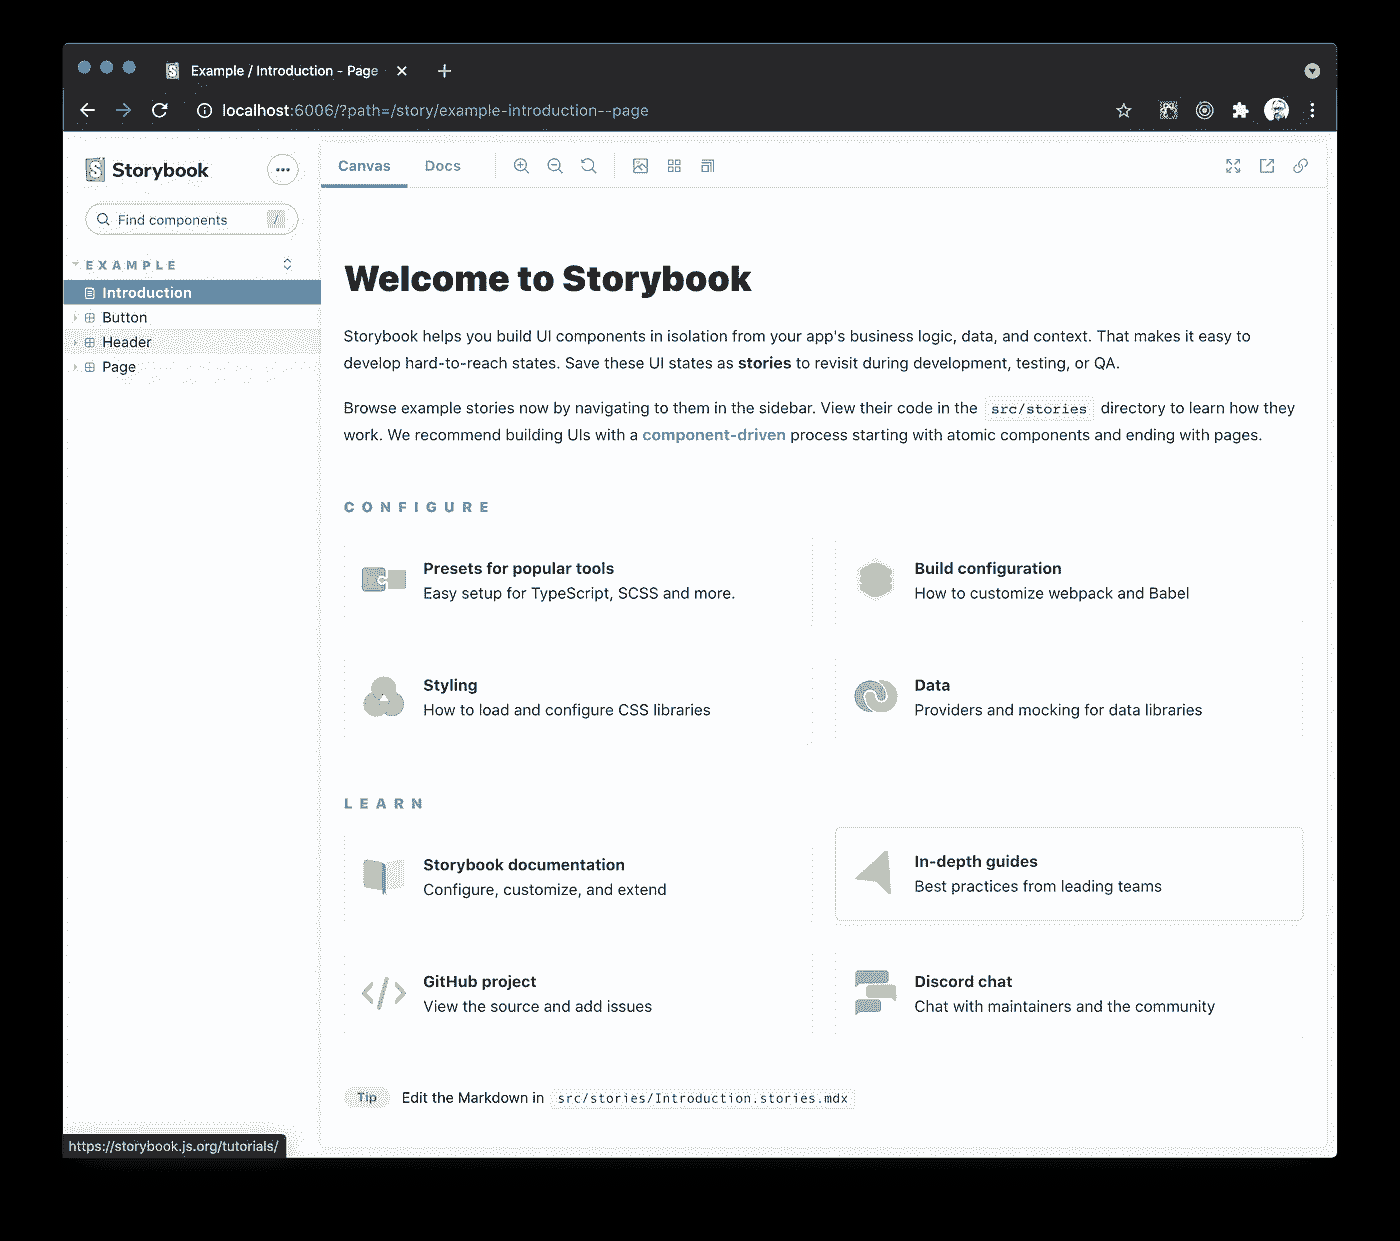 Example / Introduction - Page
localhost:6006/?path=/story/example-introduction--page
Storybook
Canvas
Docs
Find components
/
EXAMPLE
Introduction
Button
Header
Page
Welcome to Storybook
Storybook helps you build UI components in isolation from your app's business logic, data, and context. That makes it easy to
develop hard-to-reach states. Save these UI states as stories to revisit during development, testing, or QA.
Browse example stories now by navigating to them in the sidebar. View their code in the src/stories directory to learn how they
work. We recommend building UIs with a component-driven process starting with atomic components and ending with pages.
CONFIGURE
Presets for popular tools
Easy setup for TypeScript, SCSS and more.
Build configuration
How to customize webpack and Babel
Styling
How to load and configure CSS libraries
Data
Providers and mocking for data libraries
LEARN
Storybook documentation
Configure, customize, and extend
In-depth guides
Best practices from leading teams
GitHub project
View the source and add issues
Discord chat
Chat with maintainers and the community
Tip
Edit the Markdown in src/stories/Introduction.stories.mdx
https://storybook.js.org/tutorials/